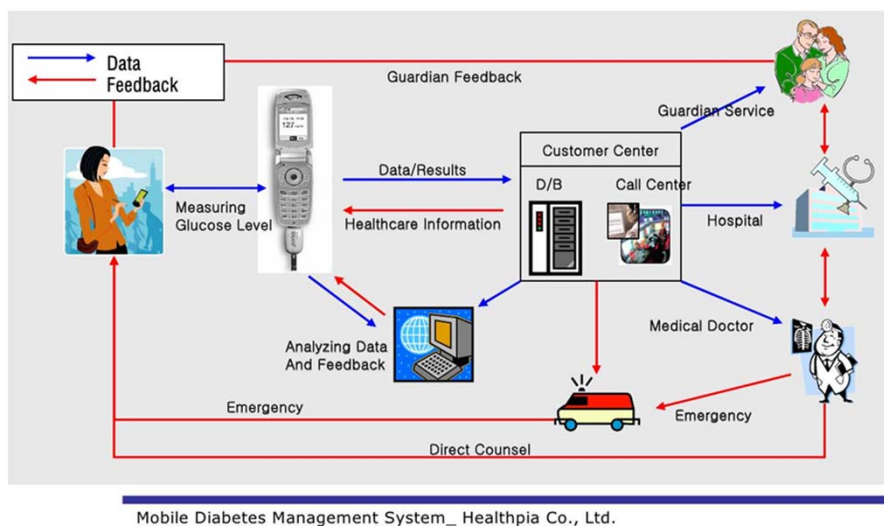 Data
Feedback
Guardian Feedback
Guardian Service
127
Customer Center
Data/Results
D/B
Call Center
Measuring
Glucose Level
Healthcare Information
Hospital
Analyzing Data
And Feedback
Medical Doctor
Emergency
Emergency
Direct Counsel
Mobile Diabetes Management System_ Healthpia Co., Ltd.